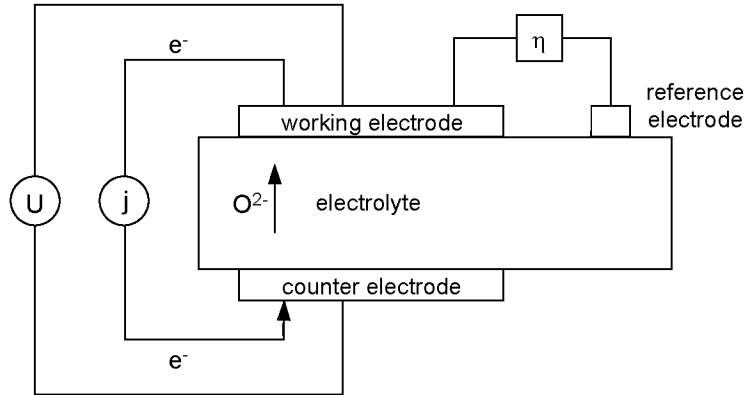 e-
η
reference
electrode
working electrode
U
j
O2-
electrolyte
counter electrode
e-